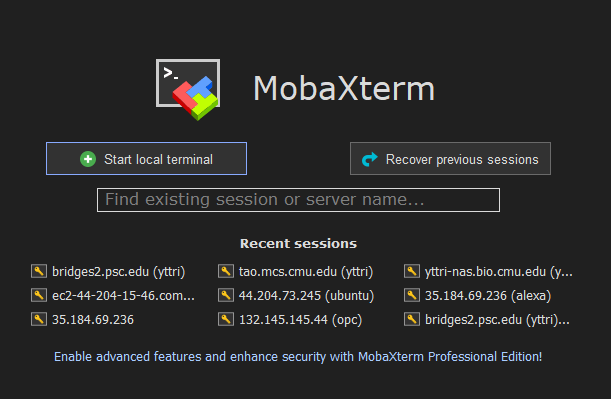 >_
MobaXterm
Start local terminal
Recover previous sessions
Find existing session or server name...
Recent sessions
bridges2.psc.edu (yttri)
tao.mcs.cmu.edu (yttri)
yttri-nas.bio.cmu.edu (y...
ec2-44-204-15-46.com...
44.204.73.245 (ubuntu)
35.184.69.236 (alexa)
35.184.69.236
132.145.145.44 (opc)
bridges2.psc.edu (yttri)...
Enable advanced features and enhance security with MobaXterm Professional Edition!